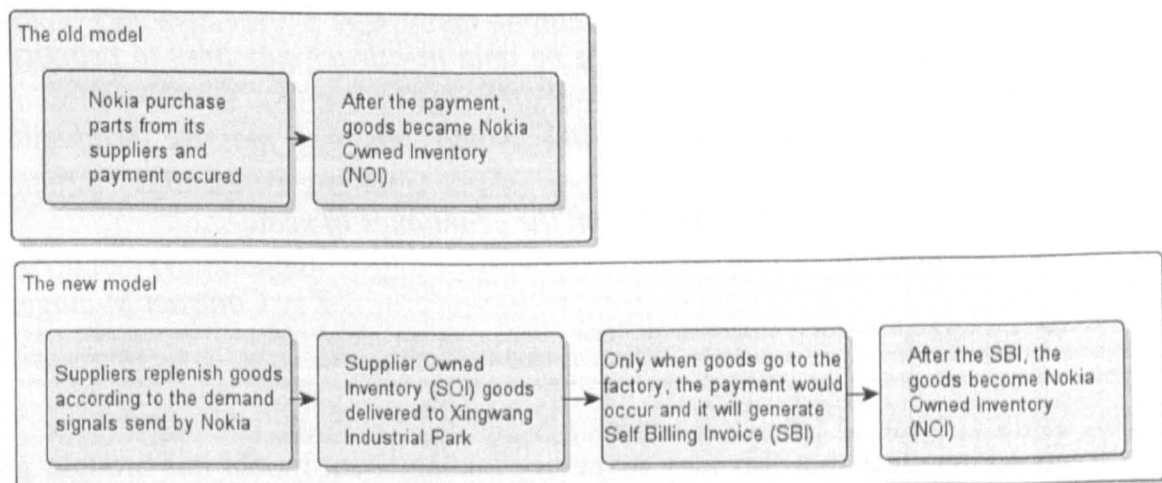 The old model
Nokia purchase
parts from its
suppliers and
payment occured
After the payment,
goods became Nokia
Owned Inventory
(NOI)
The new model
Suppliers replenish goods
according to the demand
signals send by Nokia
Supplier Owned
Inventory (SOI) goods
delivered to Xingwang
Industrial Park
Only when goods go to the
factory, the payment would
occur and it will generate
Self Billing Invoice (SBI)
After the SBI, the
goods become Nokia
Owned Inventory
(NOI)